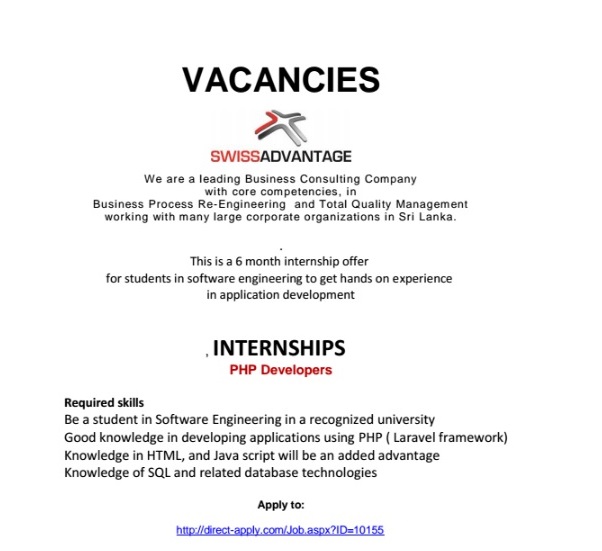 VACANCIES
SWISSADVANTAGE
We are a leading Business Consulting Company
with core competencies, in
Business Process Re-Engineering and Total Quality Management
working with many large corporate organizations in Sri Lanka.
.
This is a 6 month internship offer
for students in software engineering to get hands on experience
in application development
, INTERNSHIPS
PHP Developers
Required skills
Be a student in Software Engineering in a recognized university
Good knowledge in developing applications using PHP ( Laravel framework)
Knowledge in HTML, and Java script will be an added advantage
Knowledge of SQL and related database technologies
Apply to:
http://direct-apply.com/Job.aspx?ID=10155